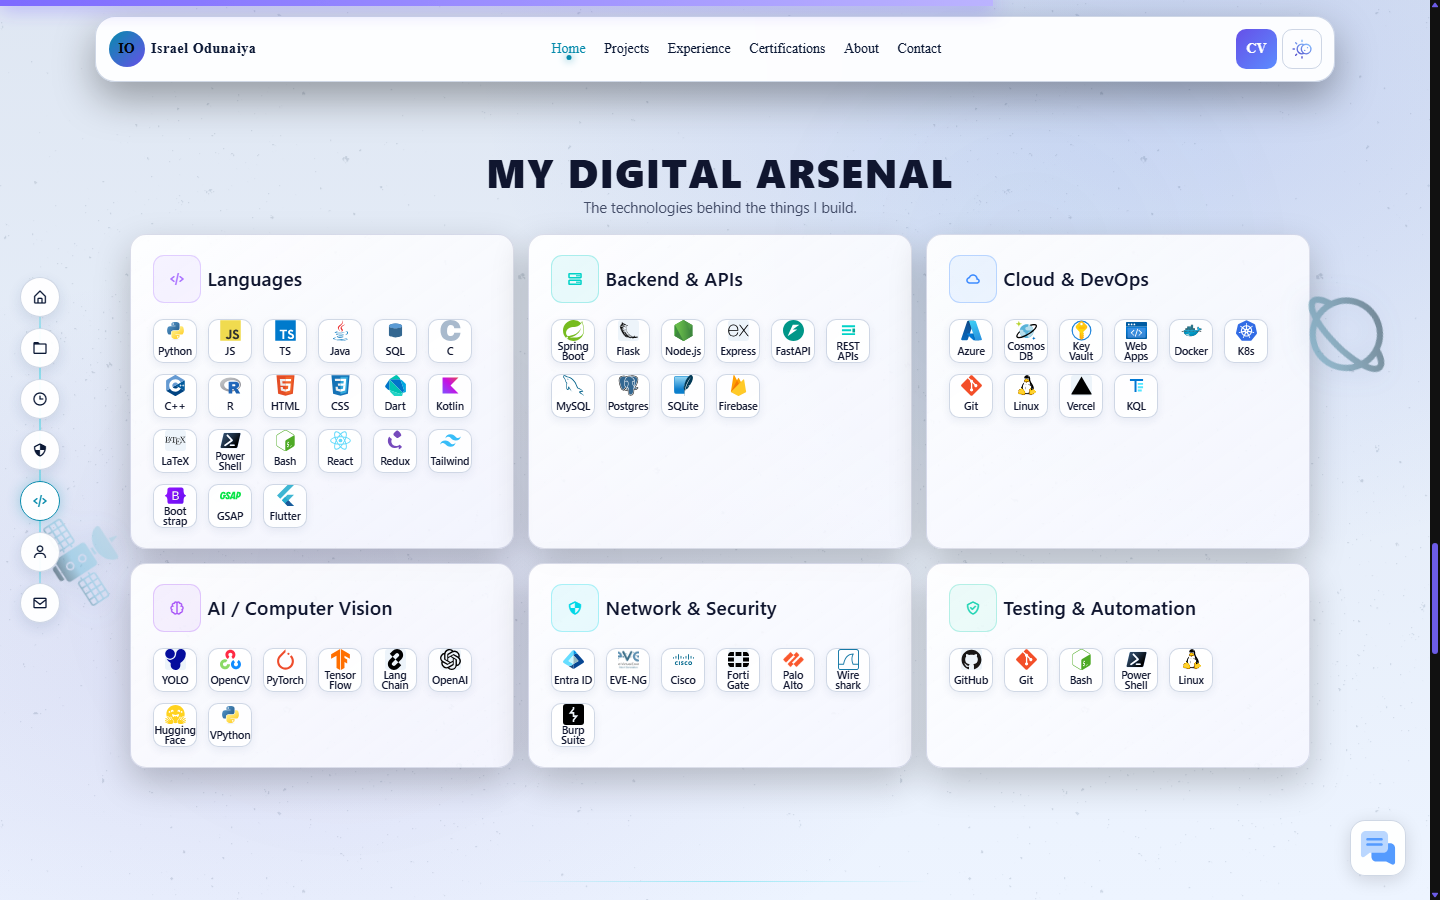 IO Israel Odunaiya
Home Projects Experience Certifications About Contact
CV
MY DIGITAL ARSENAL
The technologies behind the things I build.
Languages
Python JS TS Java SQL C
C++ R HTML CSS Dart Kotlin
LaTeX Power Shell Bash React Redux Tailwind
Boot strap GSAP Flutter
Backend & APIs
Spring Boot Flask Node.js Express FastAPI REST APIs
MySQL Postgres SQLite Firebase
Cloud & DevOps
Azure Cosmos DB Key Vault Web Apps Docker K8s
Git Linux Vercel KQL
AI / Computer Vision
YOLO OpenCV PyTorch Tensor Flow Lang Chain OpenAI
Hugging Face VPython
Network & Security
Entra ID EVE-NG Cisco Forti Gate Palo Alto Wire shark
Burp Suite
Testing & Automation
GitHub Git Bash Power Shell Linux